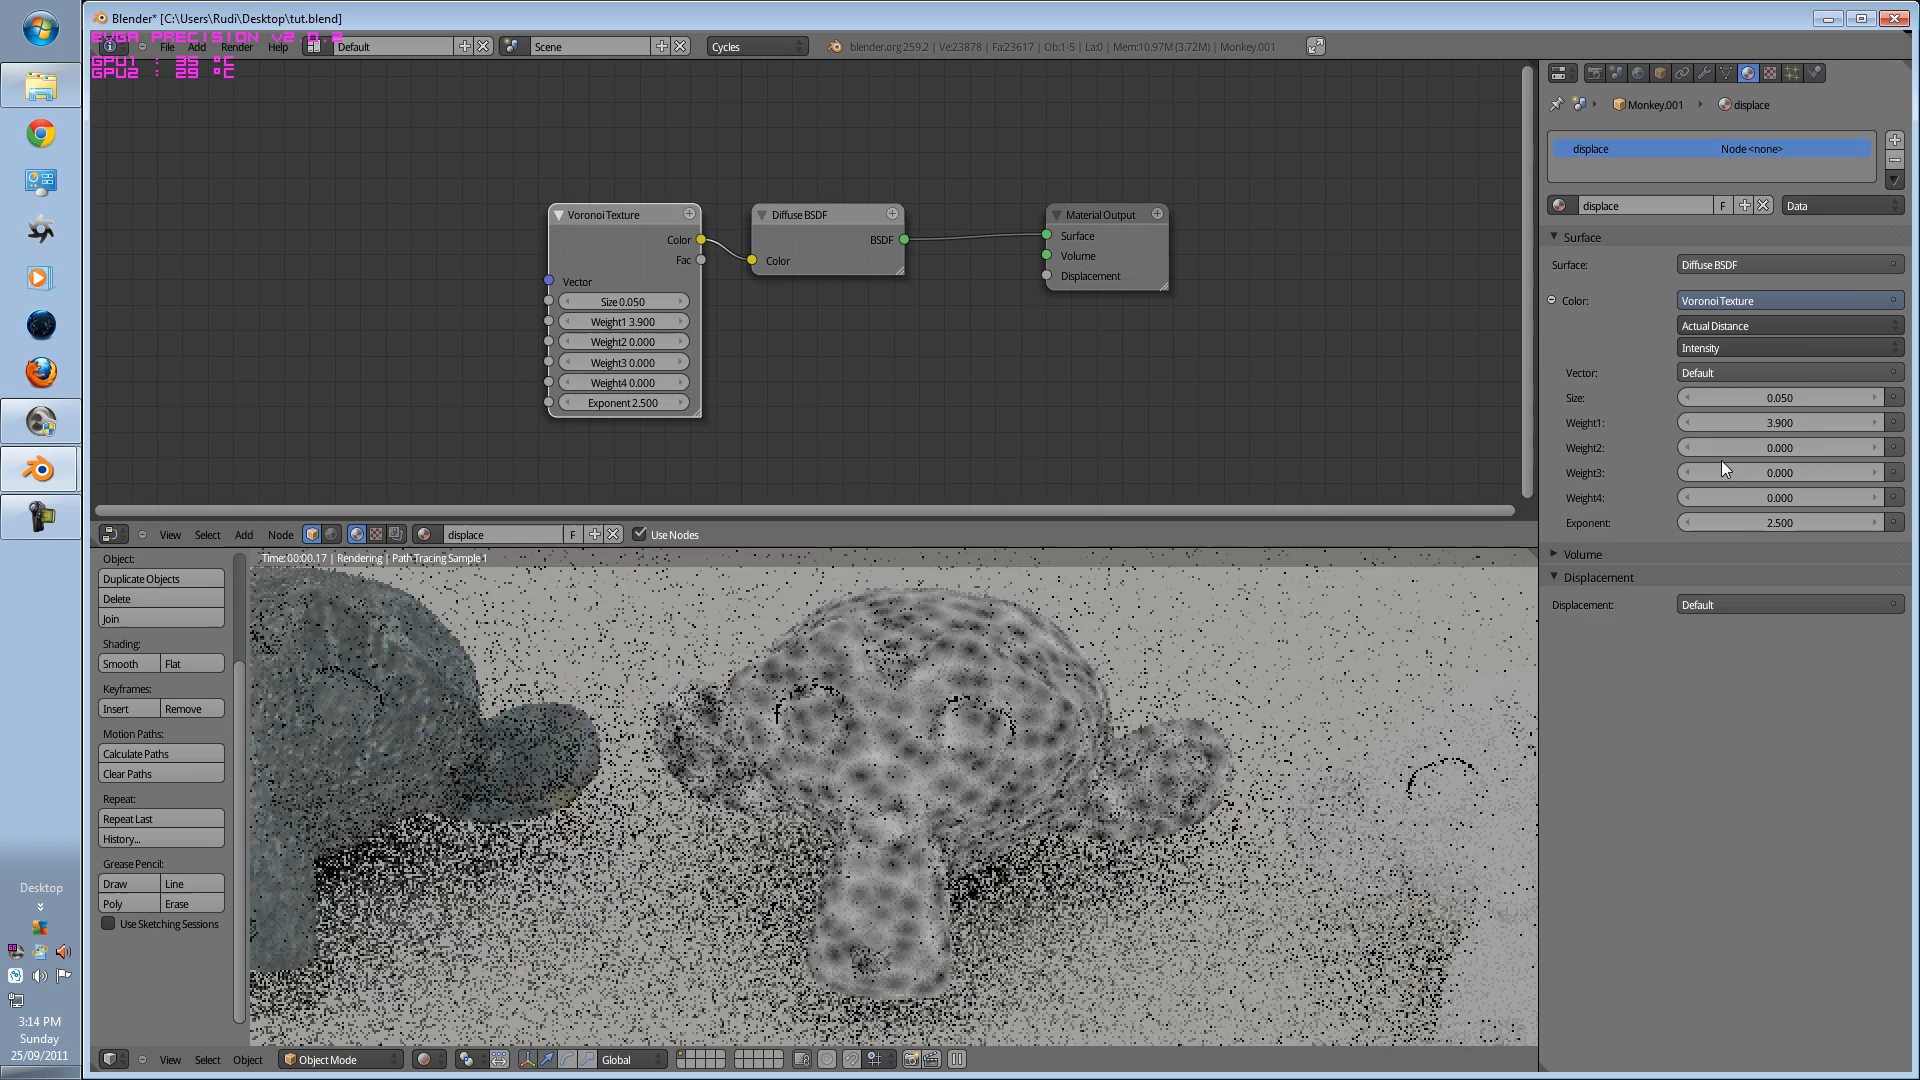 Blender* [C:\Users\Rudi\Desktop\tut.blend]
EVGA PRECISION v2.0.2
File Add Render Help Default Scene Cycles blender.org 259.2 | Ve:23878 | Fa:23617 | Ob:1-5 | La:0 | Mem:10.97M (3.72M) | Monkey.001
GPU1 : 35 °C
GPU2 : 29 °C
Monkey.001 displace
displace Node <none>
displace F Data
Surface
Surface: Diffuse BSDF
Color: Voronoi Texture
Actual Distance
Intensity
Vector: Default
Size: 0.050
Weight1: 3.900
Weight2: 0.000
Weight3: 0.000
Weight4: 0.000
Exponent: 2.500
Volume
Displacement
Displacement: Default
Voronoi Texture
Color
Fac
Vector
Size 0.050
Weight1 3.900
Weight2 0.000
Weight3 0.000
Weight4 0.000
Exponent 2.500
Diffuse BSDF
BSDF
Color
Material Output
Surface
Volume
Displacement
View Select Add Node displace F Use Nodes
Time:00:00.17 | Rendering | Path Tracing Sample 1
Object:
Duplicate Objects
Delete
Join
Shading:
Smooth Flat
Keyframes:
Insert Remove
Motion Paths:
Calculate Paths
Clear Paths
Repeat:
Repeat Last
History...
Grease Pencil:
Draw Line
Poly Erase
Use Sketching Sessions
View Select Object Object Mode Global
Desktop
3:14 PM
Sunday
25/09/2011